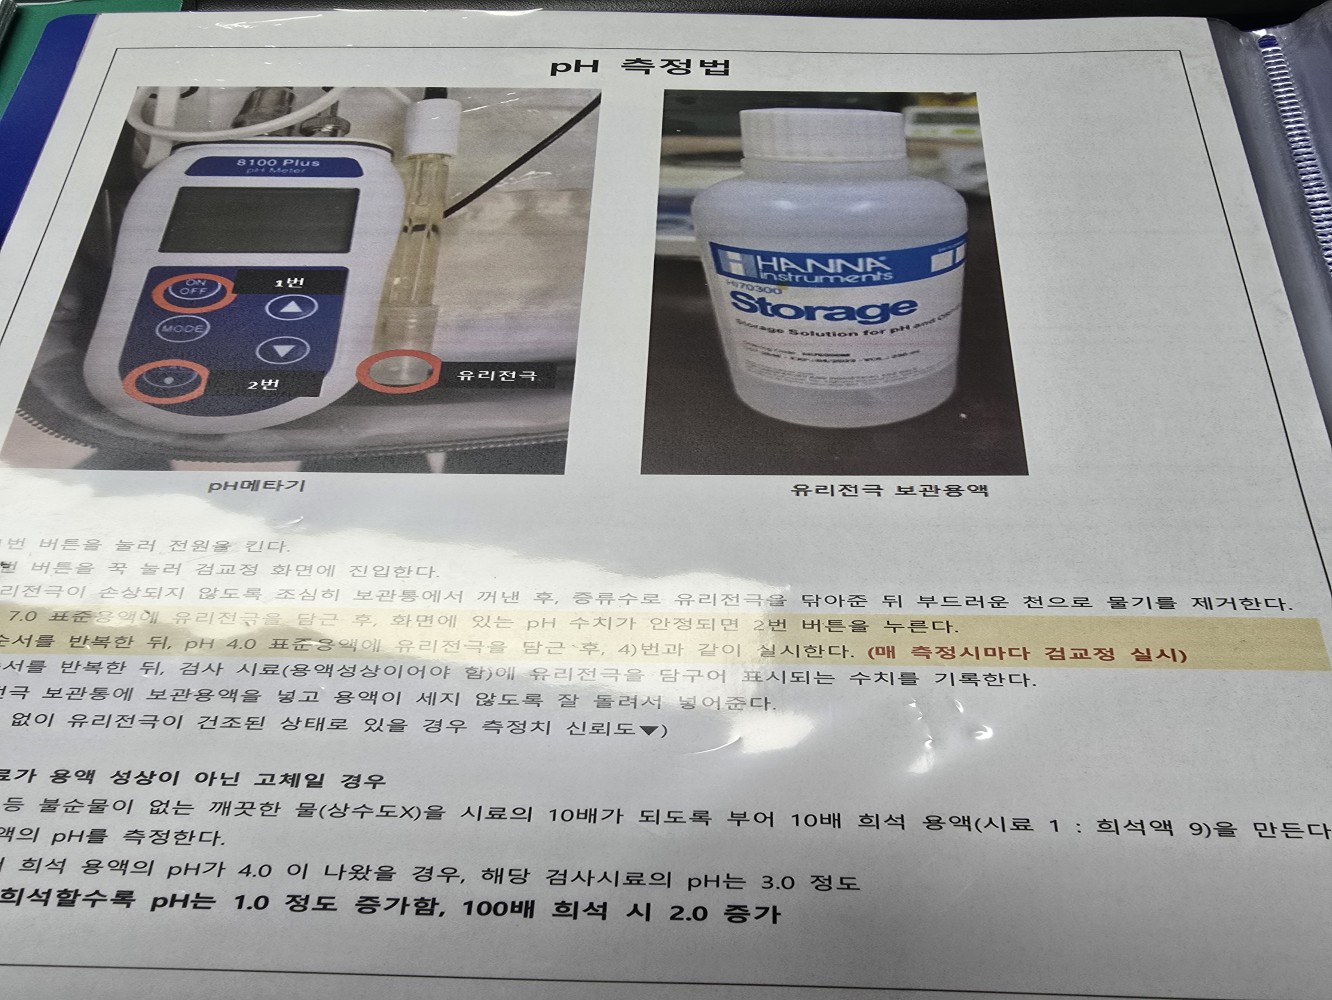 pH 측정법
8100 Plus
pH Meter
ON
OFF
1번
MODE
2번
유리전극
HANNA
instruments
HI70300
Storage
Storage Solution for pH and
pH메타기
유리전극 보관용액
번 버튼을 눌러 전원을 킨다.
번 버튼을 꾹 눌러 검교정 화면에 진입한다.
리전극이 손상되지 않도록 조심히 보관통에서 꺼낸 후, 증류수로 유리전극을 닦아준 뒤 부드러운 천으로 물기를 제거한다.
7.0 표준용액에 유리전극을 담근 후, 화면에 있는 pH 수치가 안정되면 2번 버튼을 누른다.
순서를 반복한 뒤, pH 4.0 표준용액에 유리전극을 담근 후, 4)번과 같이 실시한다. (매 측정시마다 검교정 실시)
서를 반복한 뒤, 검사 시료(용액성상이어야 함)에 유리전극을 담구어 표시되는 수치를 기록한다.
전극 보관통에 보관용액을 넣고 용액이 세지 않도록 잘 돌려서 넣어준다.
없이 유리전극이 건조된 상태로 있을 경우 측정치 신뢰도▼)
료가 용액 성상이 아닌 고체일 경우
등 불순물이 없는 깨끗한 물(상수도X)을 시료의 10배가 되도록 부어 10배 희석 용액(시료 1 : 희석액 9)을 만든다
액의 pH를 측정한다.
희석 용액의 pH가 4.0 이 나왔을 경우, 해당 검사시료의 pH는 3.0 정도
희석할수록 pH는 1.0 정도 증가함, 100배 희석 시 2.0 증가